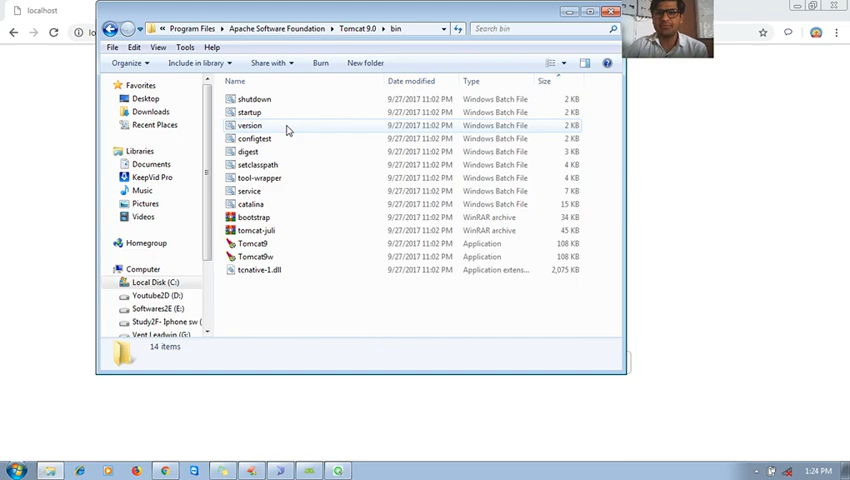 localhost
Program Files Apache Software Foundation Tomcat 9.0 bin Search bin
File Edit View Tools Help
Organize Include in library Share with Burn New folder
Favorites
Desktop
Downloads
Recent Places
Libraries
Documents
KeepVid Pro
Music
Pictures
Videos
Homegroup
Computer
Local Disk (C:)
Youtube2D (D:)
Softwares2E (E:)
Study2F- Iphone sw (
Vent Leadwin (G:)
Name Date modified Type Size
shutdown 9/27/2017 11:02 PM Windows Batch File 2 KB
startup 9/27/2017 11:02 PM Windows Batch File 2 KB
version 9/27/2017 11:02 PM Windows Batch File 2 KB
configtest 9/27/2017 11:02 PM Windows Batch File 2 KB
digest 9/27/2017 11:02 PM Windows Batch File 3 KB
setclasspath 9/27/2017 11:02 PM Windows Batch File 4 KB
tool-wrapper 9/27/2017 11:02 PM Windows Batch File 4 KB
service 9/27/2017 11:02 PM Windows Batch File 7 KB
catalina 9/27/2017 11:02 PM Windows Batch File 15 KB
bootstrap 9/27/2017 11:02 PM WinRAR archive 34 KB
tomcat-juli 9/27/2017 11:02 PM WinRAR archive 45 KB
Tomcat9 9/27/2017 11:02 PM Application 108 KB
Tomcat9w 9/27/2017 11:02 PM Application 108 KB
tcnative-1.dll 9/27/2017 11:02 PM Application extens... 2,075 KB
14 items
1:24 PM